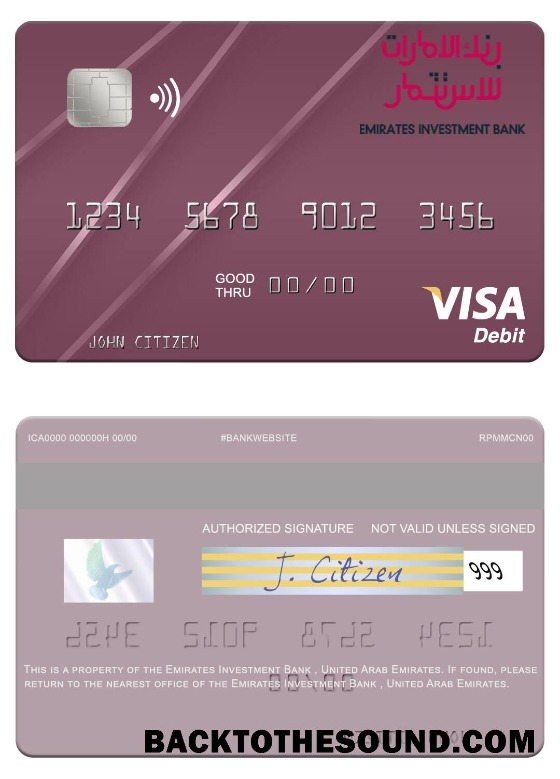 بنك الإمارات
للاستثمار
EMIRATES INVESTMENT BANK
1234 5678 9012 3456
GOOD THRU 00/00
JOHN CITIZEN
VISA
Debit
ICA0000 000000H 00/00 #BANKWEBSITE RPMMCN00
AUTHORIZED SIGNATURE NOT VALID UNLESS SIGNED
J. Citizen 999
THIS IS A PROPERTY OF THE EMIRATES INVESTMENT BANK , UNITED ARAB EMIRATES. IF FOUND, PLEASE
RETURN TO THE NEAREST OFFICE OF THE EMIRATES INVESTMENT BANK , UNITED ARAB EMIRATES.
BACKTOTHESOUND.COM